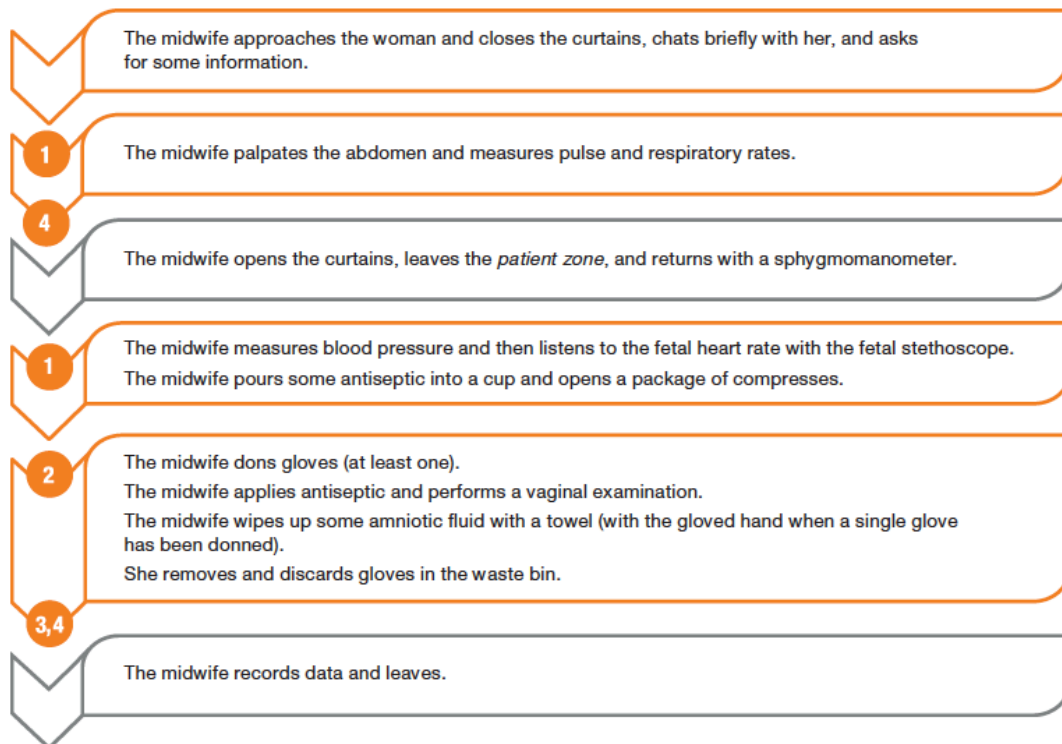 The midwife approaches the woman and closes the curtains, chats briefly with her, and asks
for some information.
1
The midwife palpates the abdomen and measures pulse and respiratory rates.
4
The midwife opens the curtains, leaves the patient zone, and returns with a sphygmomanometer.
1
The midwife measures blood pressure and then listens to the fetal heart rate with the fetal stethoscope.
The midwife pours some antiseptic into a cup and opens a package of compresses.
2
The midwife dons gloves (at least one).
The midwife applies antiseptic and performs a vaginal examination.
The midwife wipes up some amniotic fluid with a towel (with the gloved hand when a single glove
has been donned).
She removes and discards gloves in the waste bin.
3,4
The midwife records data and leaves.